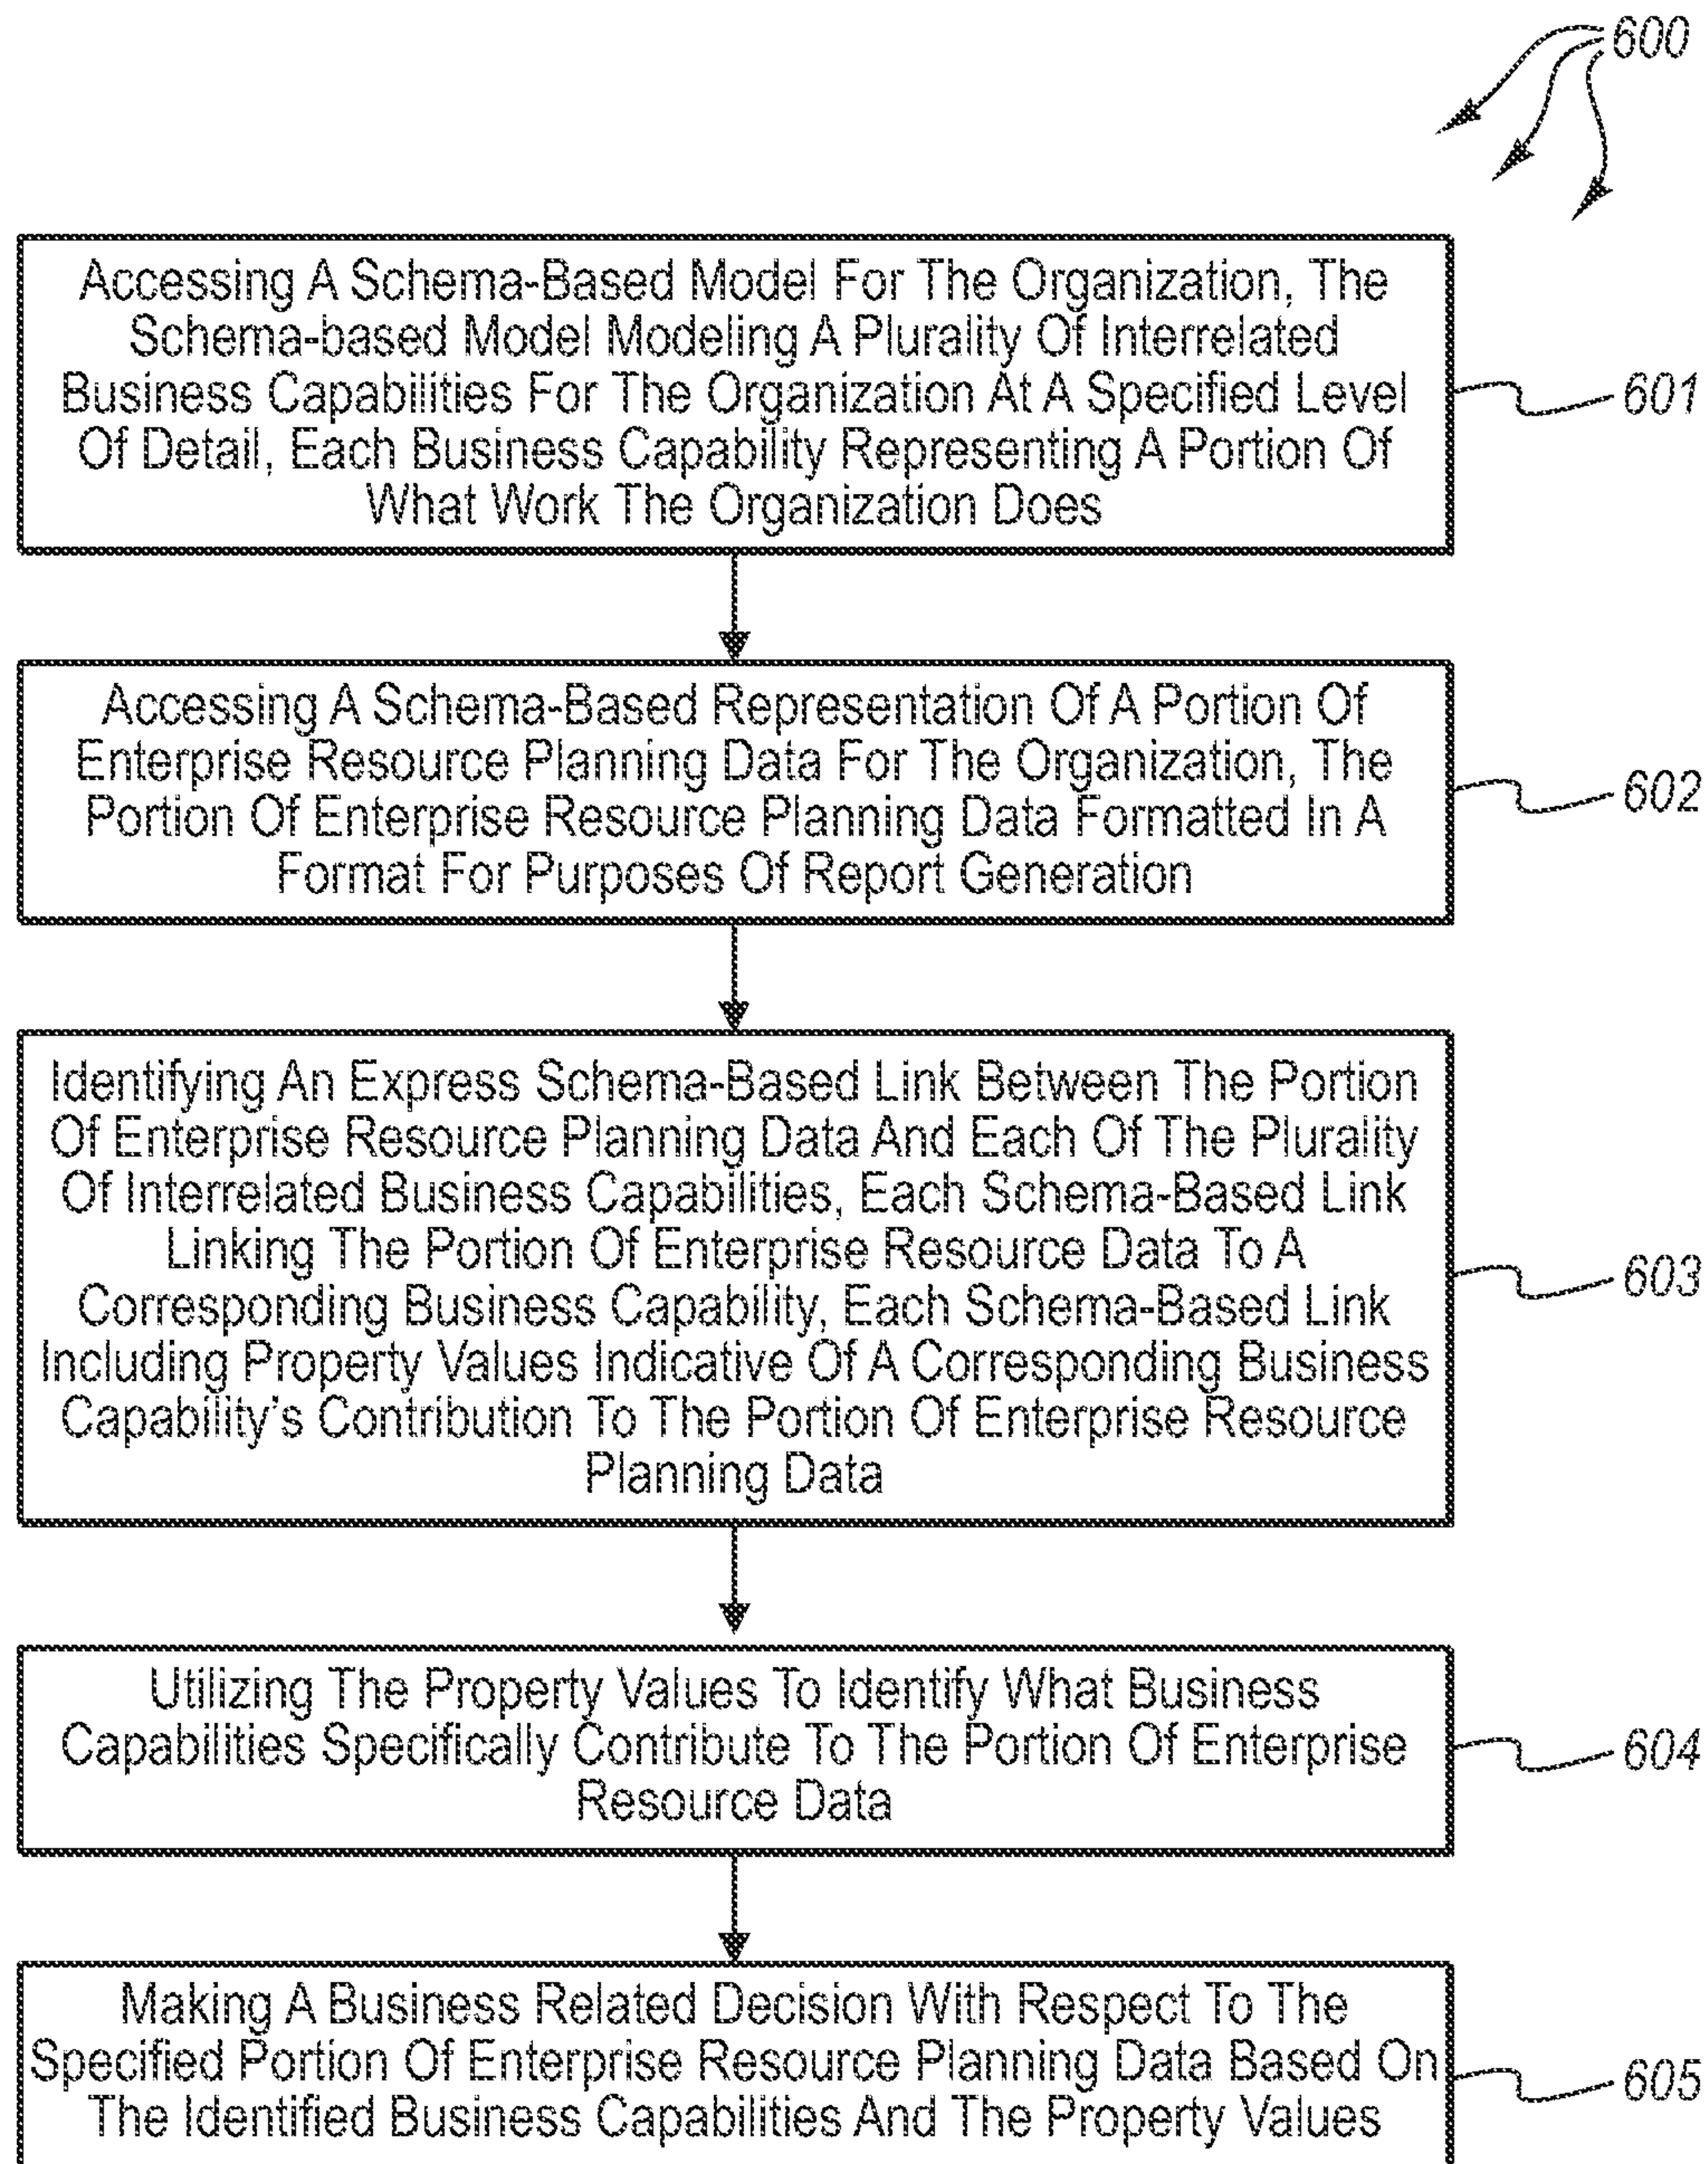 600
Accessing A Schema-Based Model For The Organization, The
Schema-based Model Modeling A Plurality Of Interrelated
Business Capabilities For The Organization At A Specified Level
Of Detail, Each Business Capability Representing A Portion Of
What Work The Organization Does
601
Accessing A Schema-Based Representation Of A Portion Of
Enterprise Resource Planning Data For The Organization, The
Portion Of Enterprise Resource Planning Data Formatted In A
Format For Purposes Of Report Generation
602
Identifying An Express Schema-Based Link Between The Portion
Of Enterprise Resource Planning Data And Each Of The Plurality
Of Interrelated Business Capabilities, Each Schema-Based Link
Linking The Portion Of Enterprise Resource Data To A
Corresponding Business Capability, Each Schema-Based Link
Including Property Values Indicative Of A Corresponding Business
Capability's Contribution To The Portion Of Enterprise Resource
Planning Data
603
Utilizing The Property Values To Identify What Business
Capabilities Specifically Contribute To The Portion Of Enterprise
Resource Data
604
Making A Business Related Decision With Respect To The
Specified Portion Of Enterprise Resource Planning Data Based On
The Identified Business Capabilities And The Property Values
605